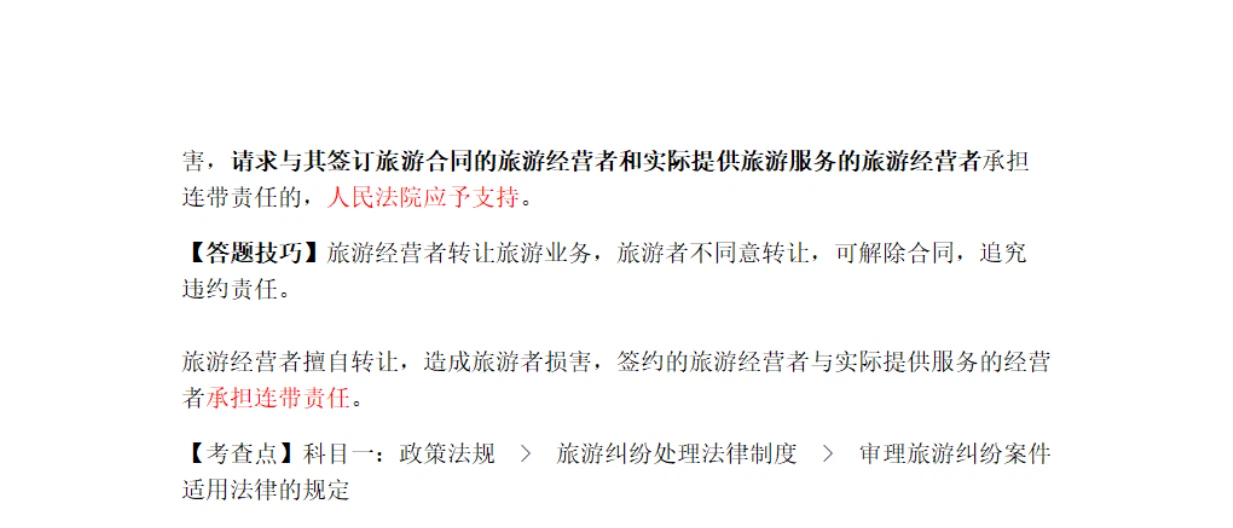 害，请求与其签订旅游合同的旅游经营者和实际提供旅游服务的旅游经营者承担
连带责任的，人民法院应予支持。
【答题技巧】旅游经营者转让旅游业务，旅游者不同意转让，可解除合同，追究
违约责任。
旅游经营者擅自转让，造成旅游者损害，签约的旅游经营者与实际提供服务的经营
者承担连带责任。
【考查点】科目一：政策法规 > 旅游纠纷处理法律制度 > 审理旅游纠纷案件
适用法律的规定